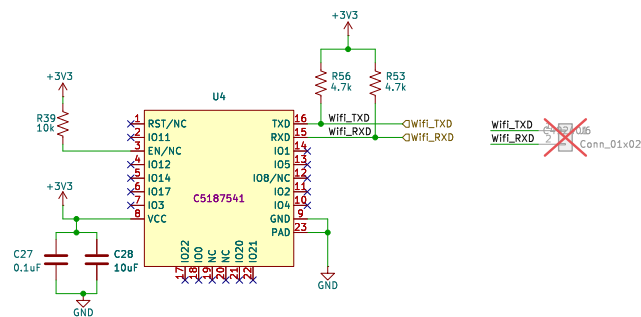 +3V3
R56
4.7k
R53
4.7k
+3V3
R39
10k
U4
1 RST/NC
2 IO11
3 EN/NC
4 IO12
5 IO14
6 IO17
7 IO3
8 VCC
TXD 16
RXD 15
IO1 14
IO5 13
IO8/NC 12
IO2 11
IO4 10
GND 9
PAD 23
C5187541
IO22 17
IO0 18
NC 19
NC 20
IO20 21
IO21 22
Wifi_TXD
Wifi_RXD
Wifi_TXD
Wifi_RXD
Wifi_TXD
Wifi_RXD
1
2
Conn_01x02
+3V3
C27
0.1uF
C28
10uF
GND
GND